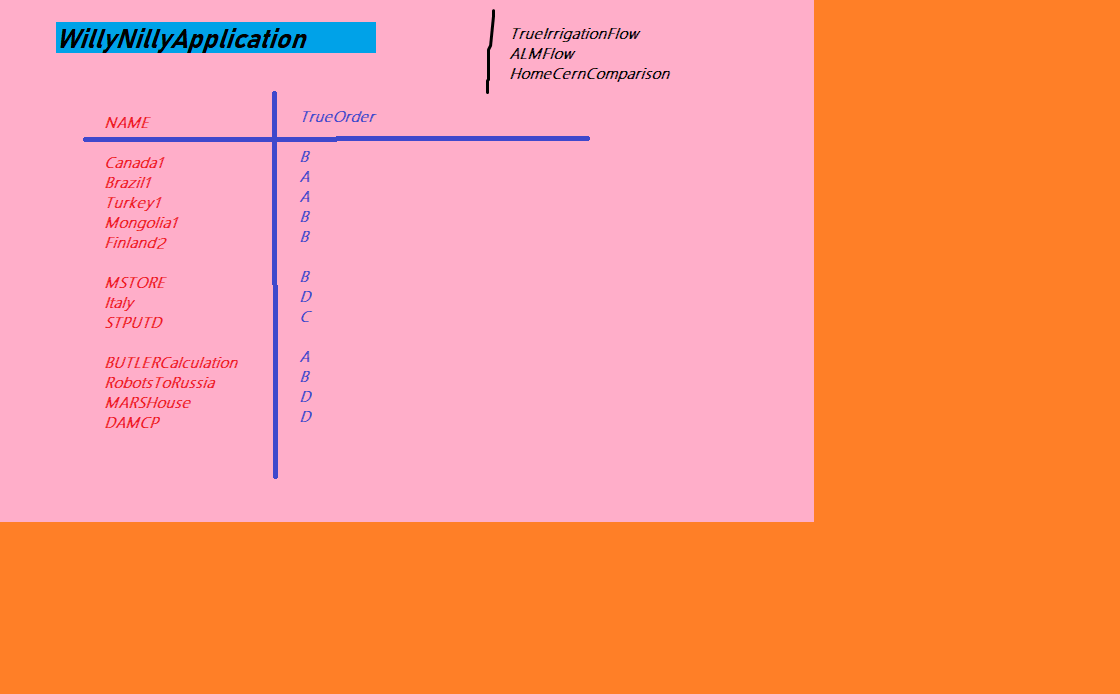 WillyNillyApplication
TrueIrrigationFlow
ALMFlow
HomeCernComparison
NAME TrueOrder
Canada1 B
Brazil1 A
Turkey1 A
Mongolia1 B
Finland2 B
MSTORE B
Italy D
STPUTD C
BUTLERCalculation A
RobotsToRussia B
MARSHouse D
DAMCP D